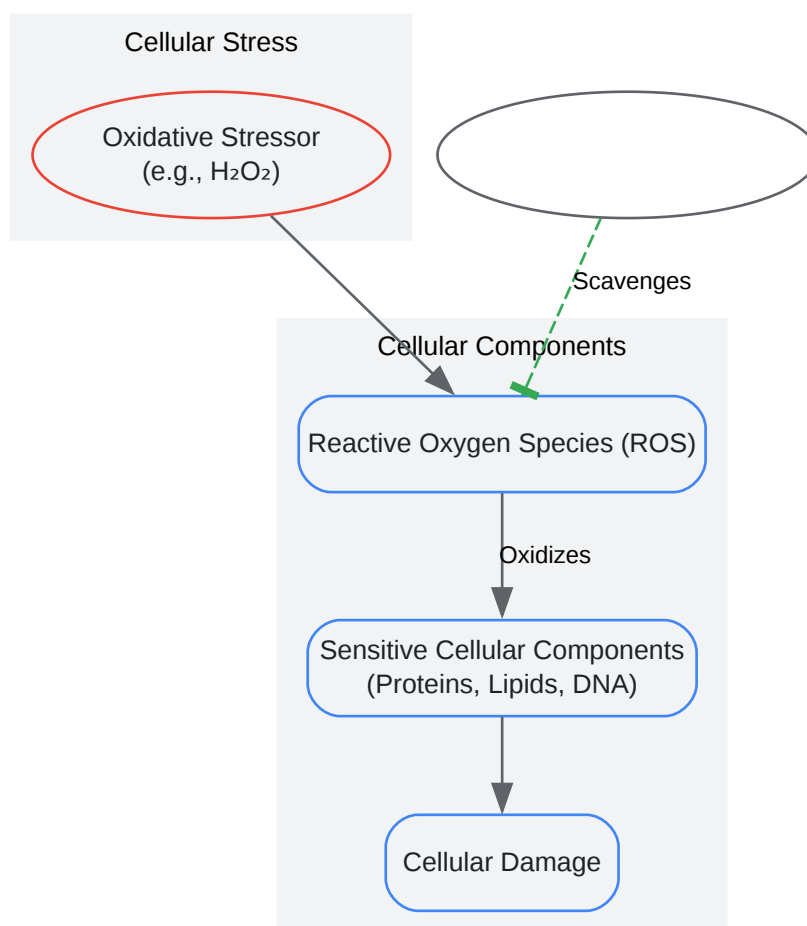 Cellular Stress
Oxidative Stressor
(e.g., H₂O₂)
Scavenges
Cellular Components
Reactive Oxygen Species (ROS)
Oxidizes
Sensitive Cellular Components
(Proteins, Lipids, DNA)
Cellular Damage